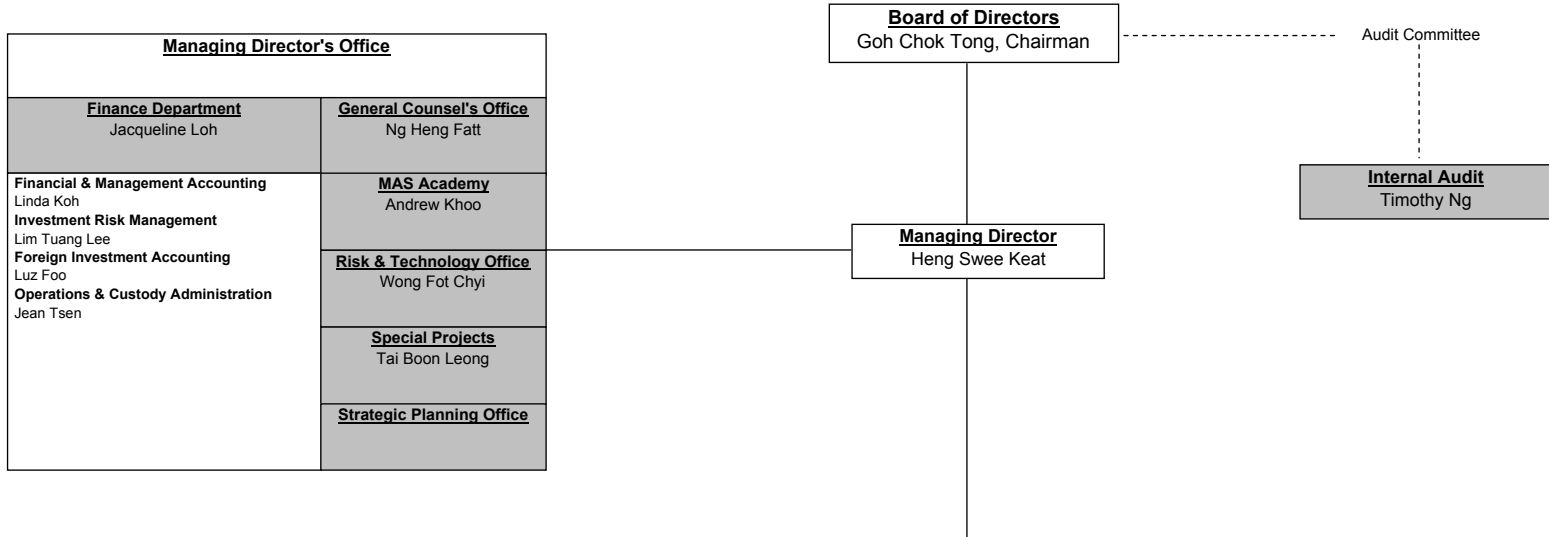 Board of Directors
Goh Chok Tong, Chairman
Audit Committee
Managing Director's Office
Finance Department
Jacqueline Loh
General Counsel's Office
Ng Heng Fatt
Financial & Management Accounting
Linda Koh
Investment Risk Management
Lim Tuang Lee
Foreign Investment Accounting
Luz Foo
Operations & Custody Administration
Jean Tsen
MAS Academy
Andrew Khoo
Risk & Technology Office
Wong Fot Chyi
Special Projects
Tai Boon Leong
Strategic Planning Office
Managing Director
Heng Swee Keat
Internal Audit
Timothy Ng